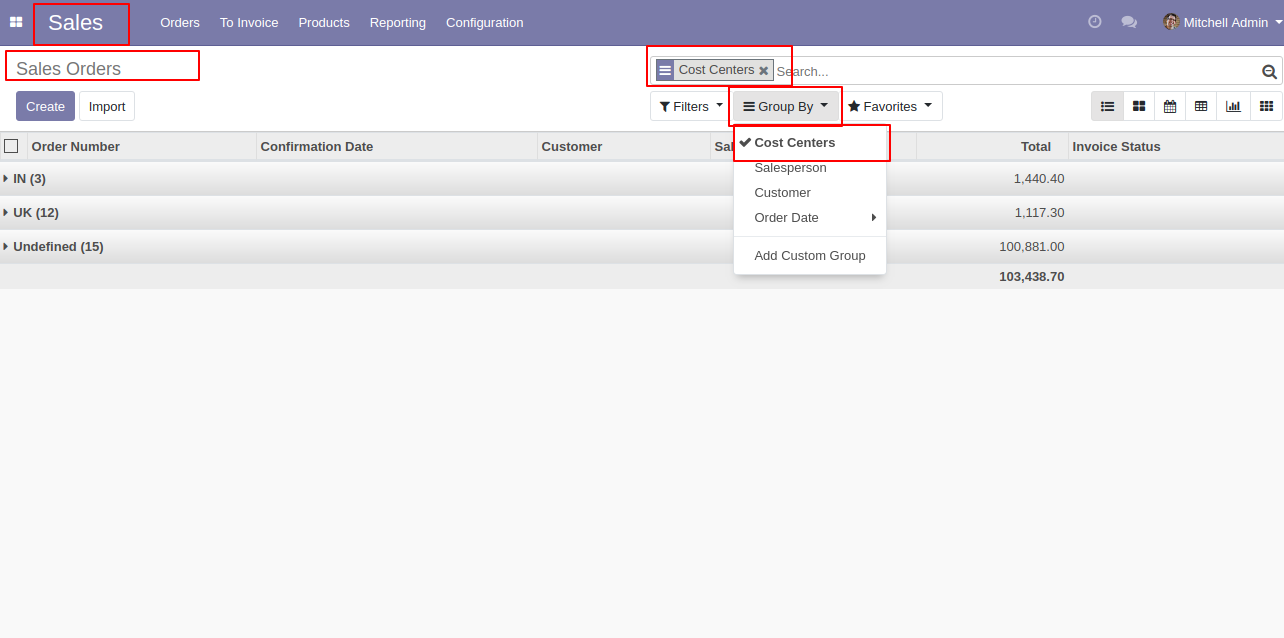 Sales Orders To Invoice Products Reporting Configuration Mitchell Admin
Sales Orders
Cost Centers Search...
Create Import
Filters Group By Favorites
Order Number Confirmation Date Customer Sal Total Invoice Status
Cost Centers
Salesperson
Customer
Order Date
Add Custom Group
IN (3) 1,440.40
UK (12) 1,117.30
Undefined (15) 100,881.00
103,438.70